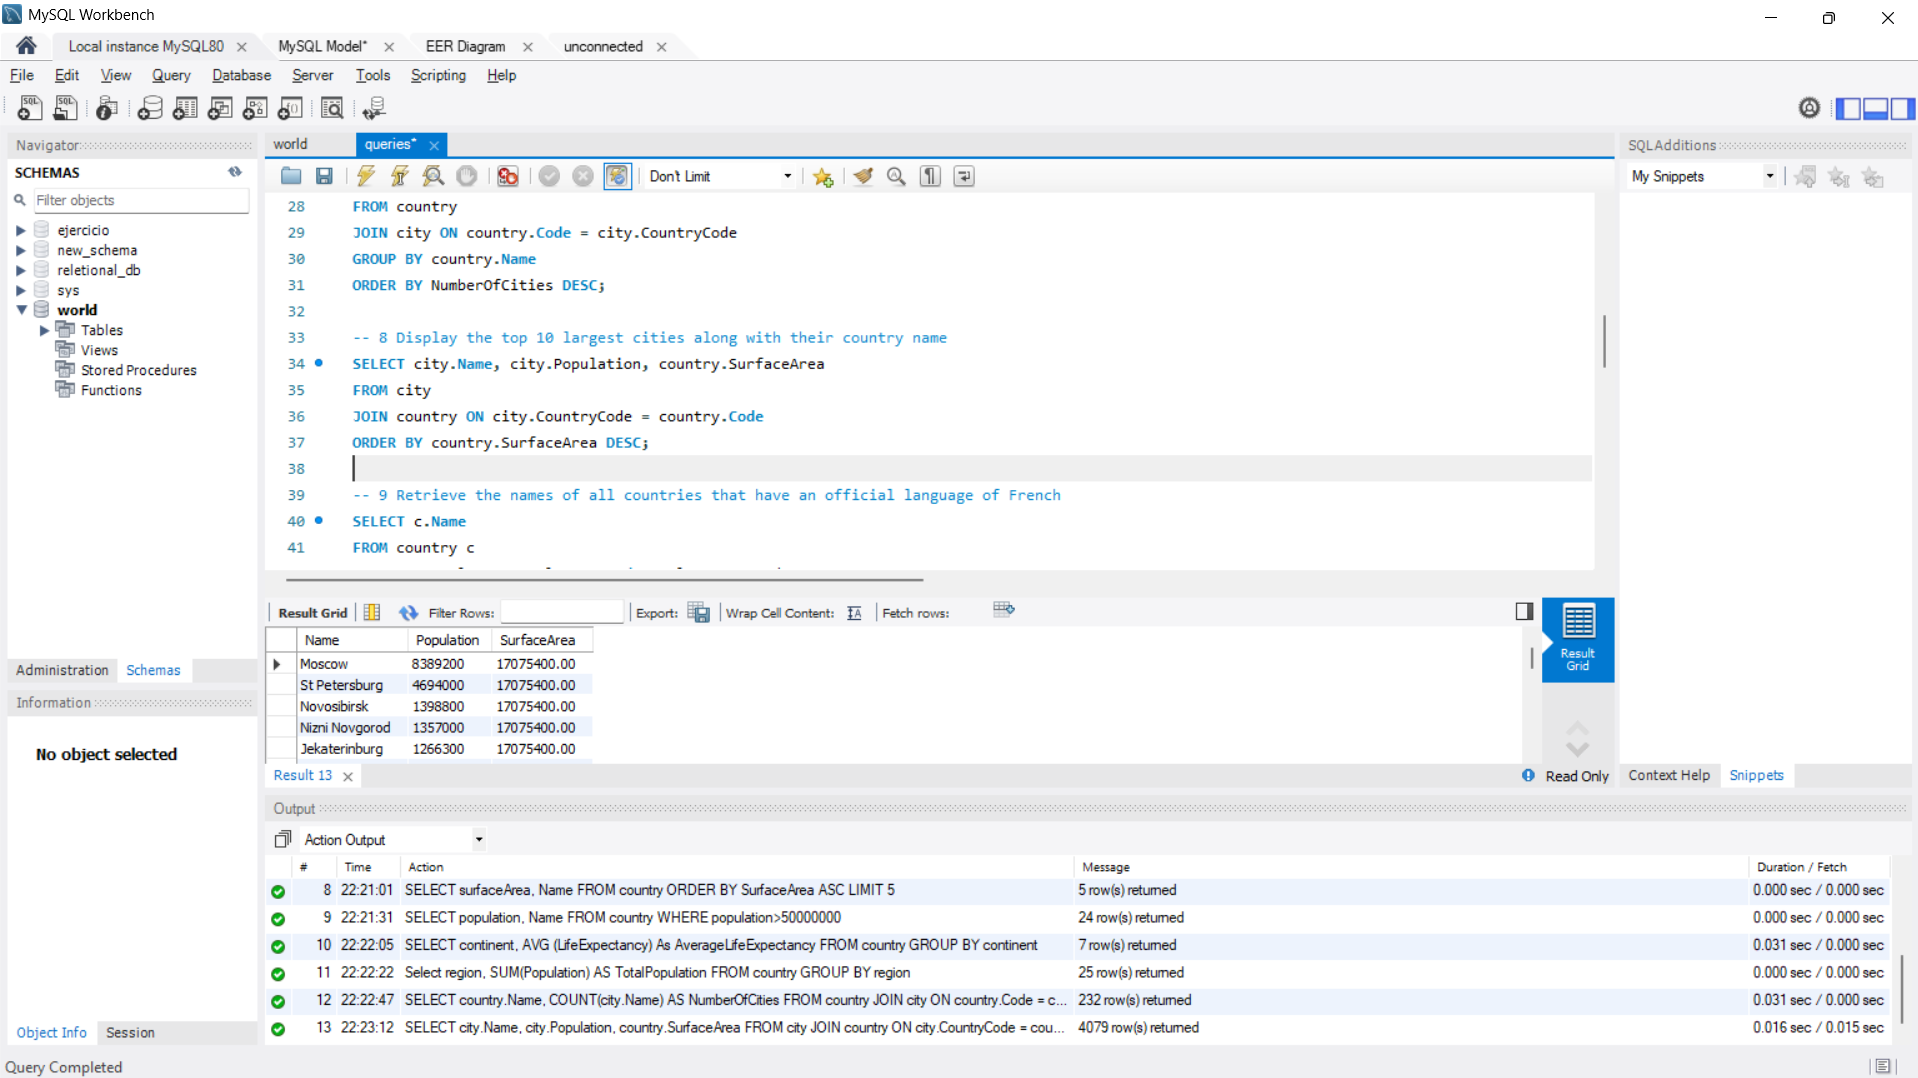 MySQL Workbench
Local instance MySQL80
MySQL Model*
EER Diagram
unconnected
File Edit View Query Database Server Tools Scripting Help
Navigator
SCHEMAS
Filter objects
ejercicio
new_schema
reletional_db
sys
world
Tables
Views
Stored Procedures
Functions
Administration Schemas
Information
No object selected
Object Info Session
world queries*
Don't Limit
28 FROM country
29 JOIN city ON country.Code = city.CountryCode
30 GROUP BY country.Name
31 ORDER BY NumberOfCities DESC;
32
33 -- 8 Display the top 10 largest cities along with their country name
34 SELECT city.Name, city.Population, country.SurfaceArea
35 FROM city
36 JOIN country ON city.CountryCode = country.Code
37 ORDER BY country.SurfaceArea DESC;
38
39 -- 9 Retrieve the names of all countries that have an official language of French
40 SELECT c.Name
41 FROM country c
Result Grid Filter Rows: Export: Wrap Cell Content: Fetch rows:
Name Population SurfaceArea
Moscow 8389200 17075400.00
St Petersburg 4694000 17075400.00
Novosibirsk 1398800 17075400.00
Nizni Novgorod 1357000 17075400.00
Jekaterinburg 1266300 17075400.00
Result Grid
Result 13
Read Only
SQLAdditions
My Snippets
Context Help Snippets
Output
Action Output
# Time Action Message Duration / Fetch
8 22:21:01 SELECT surfaceArea, Name FROM country ORDER BY SurfaceArea ASC LIMIT 5 5 row(s) returned 0.000 sec / 0.000 sec
9 22:21:31 SELECT population, Name FROM country WHERE population>50000000 24 row(s) returned 0.000 sec / 0.000 sec
10 22:22:05 SELECT continent, AVG (LifeExpectancy) As AverageLifeExpectancy FROM country GROUP BY continent 7 row(s) returned 0.031 sec / 0.000 sec
11 22:22:22 Select region, SUM(Population) AS TotalPopulation FROM country GROUP BY region 25 row(s) returned 0.000 sec / 0.000 sec
12 22:22:47 SELECT country.Name, COUNT(city.Name) AS NumberOfCities FROM country JOIN city ON country.Code = c... 232 row(s) returned 0.031 sec / 0.000 sec
13 22:23:12 SELECT city.Name, city.Population, country.SurfaceArea FROM city JOIN country ON city.CountryCode = cou... 4079 row(s) returned 0.016 sec / 0.015 sec
Query Completed